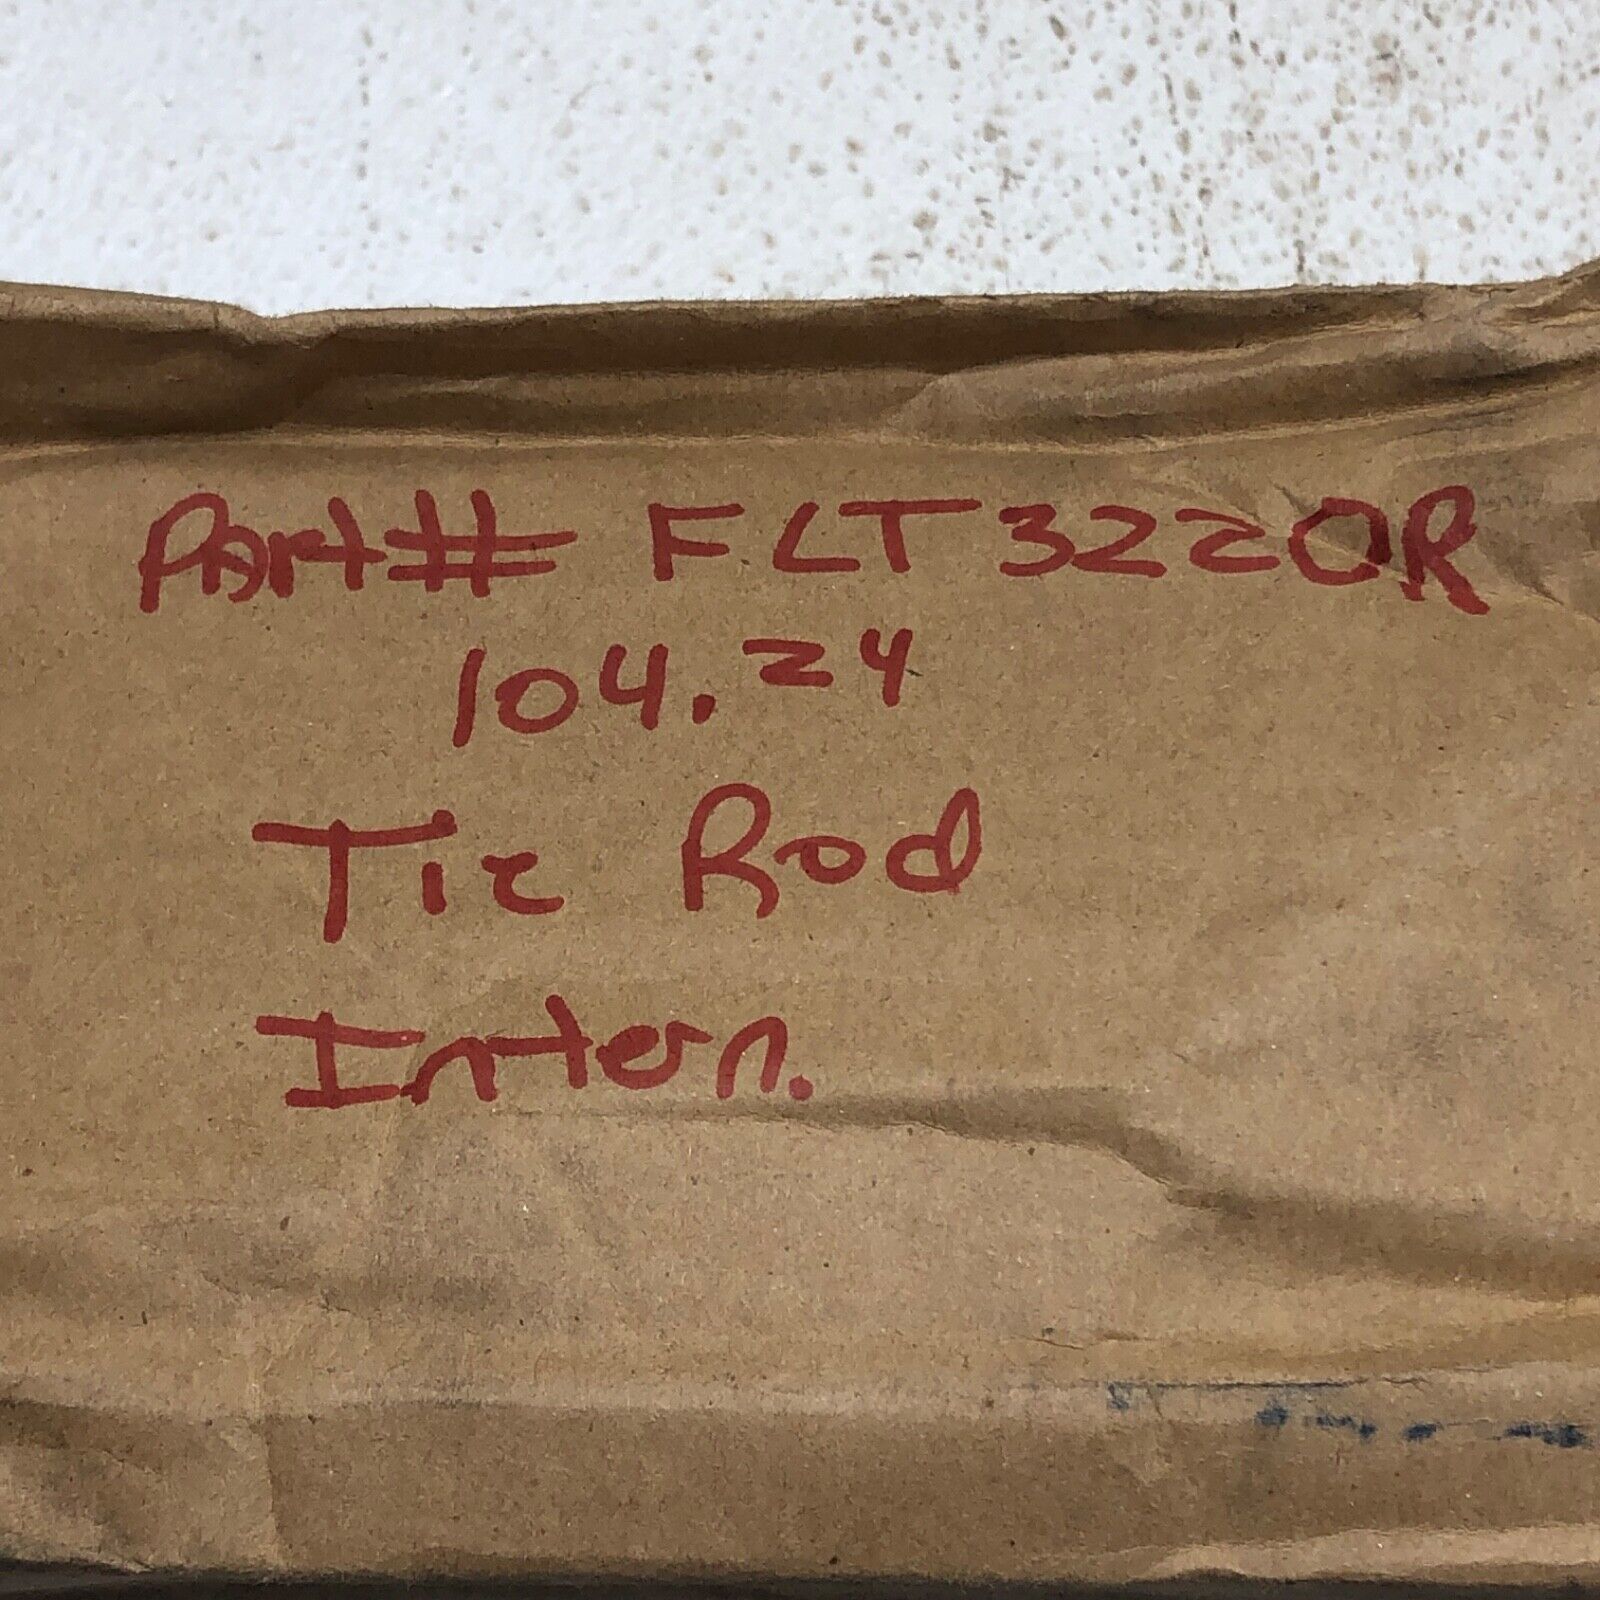 Part# FLT3220R
104.24
Tie Rod
Intern.